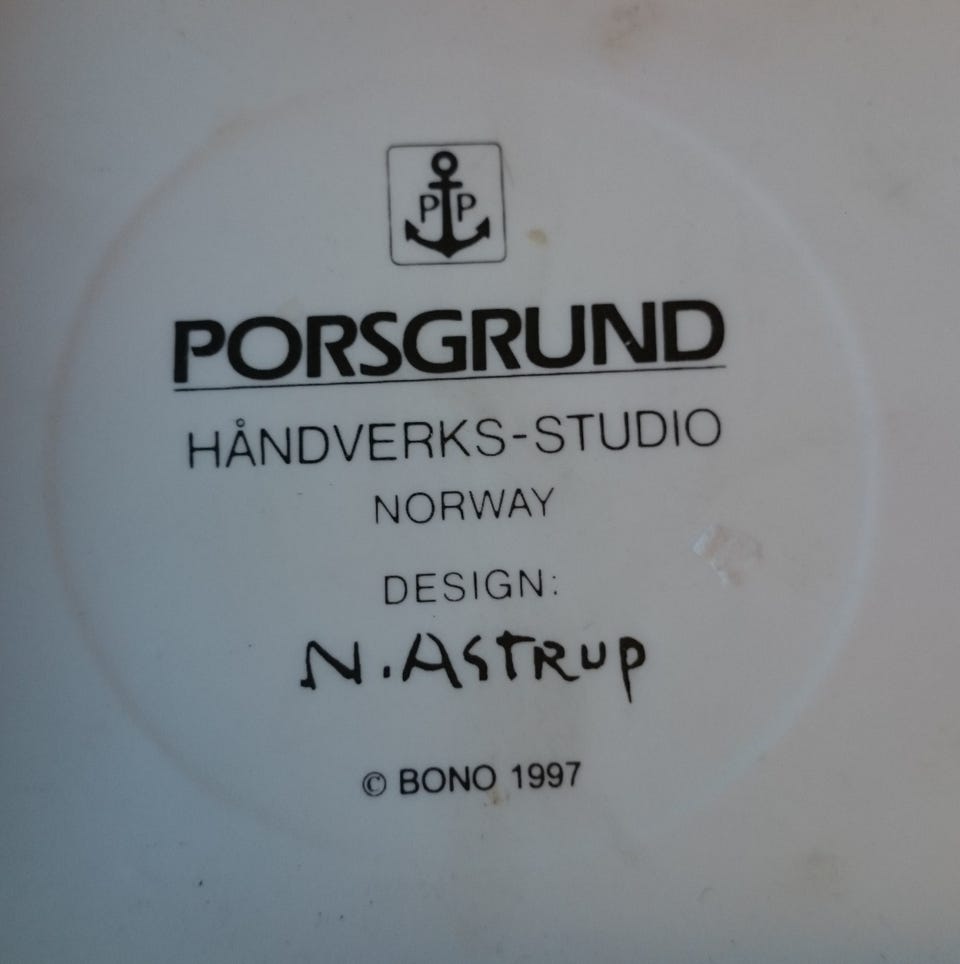 P P
PORSGRUND
HÅNDVERKS-STUDIO
NORWAY
DESIGN:
N. ASTRUP
© BONO 1997